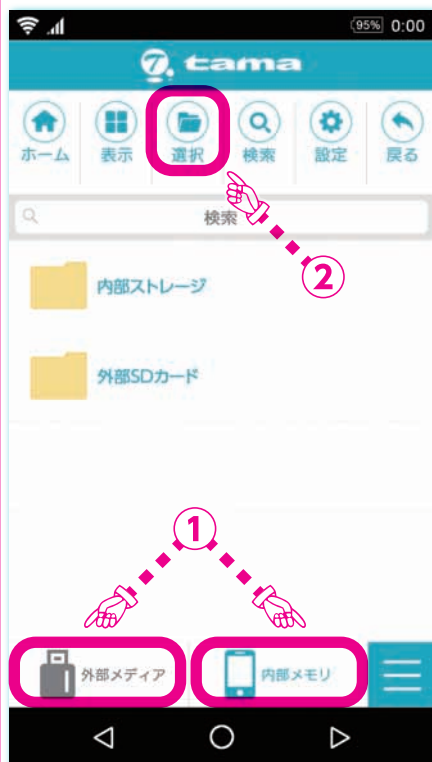 95% 0:00
T. tama
ホーム 表示 選択 検索 設定 戻る
検索
②
内部ストレージ
外部SDカード
①
外部メディア 内部メモリ